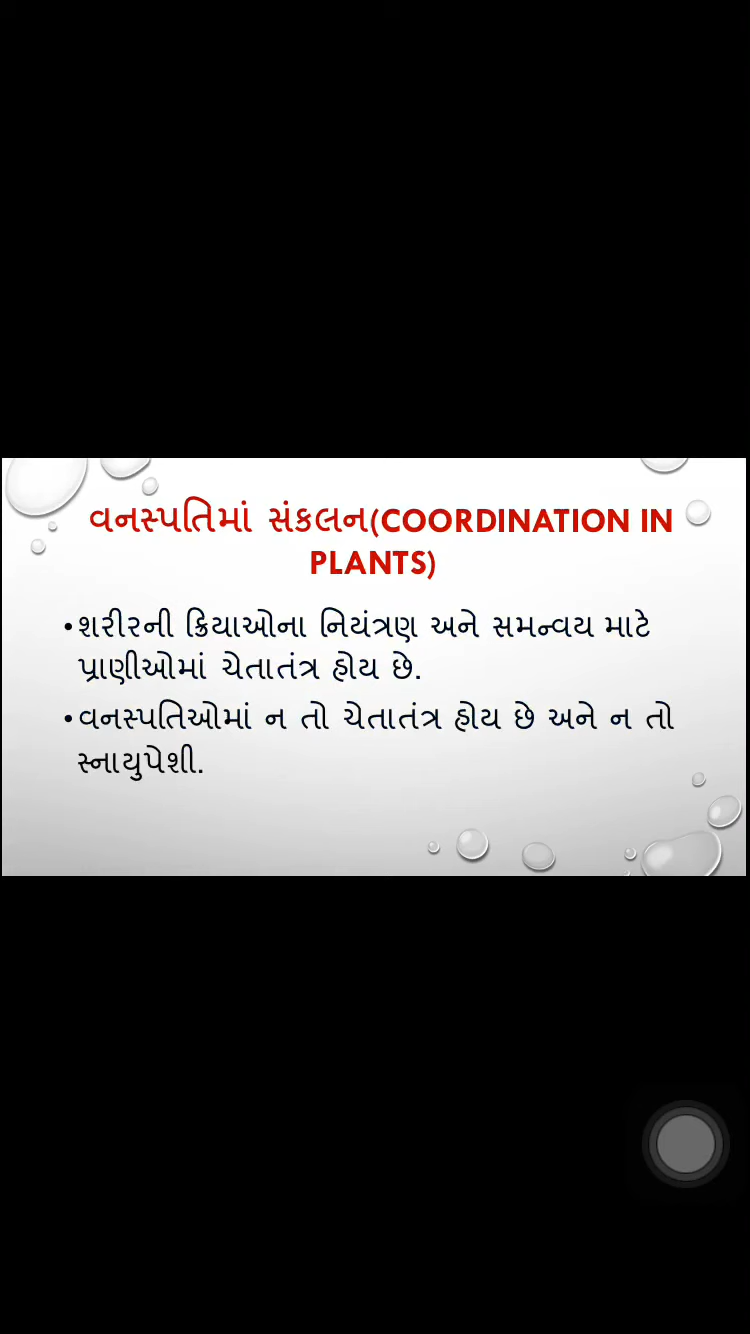 વનસ્પતિમાં સંકલન(COORDINATION IN
PLANTS)
•શરીરની ક્રિયાઓના નિયંત્રણ અને સમન્વય માટે
પ્રાણીઓમાં ચેતાતંત્ર હોય છે.
•વનસ્પતિઓમાં ન તો ચેતાતંત્ર હોય છે અને ન તો
સ્નાયુપેશી.